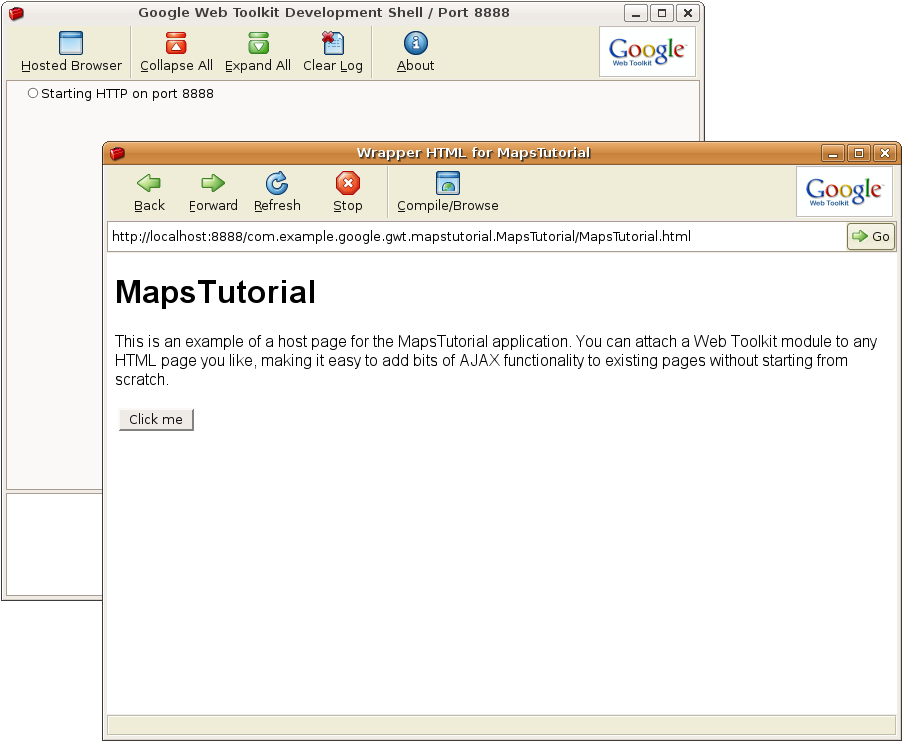 Google Web Toolkit Development Shell / Port 8888
Hosted Browser Collapse All Expand All Clear Log About
Google
Web Toolkit
Starting HTTP on port 8888
Wrapper HTML for MapsTutorial
Back Forward Refresh Stop Compile/Browse
Google
Web Toolkit
http://localhost:8888/com.example.google.gwt.mapstutorial.MapsTutorial/MapsTutorial.html Go
MapsTutorial
This is an example of a host page for the MapsTutorial application. You can attach a Web Toolkit module to any
HTML page you like, making it easy to add bits of AJAX functionality to existing pages without starting from
scratch.
Click me